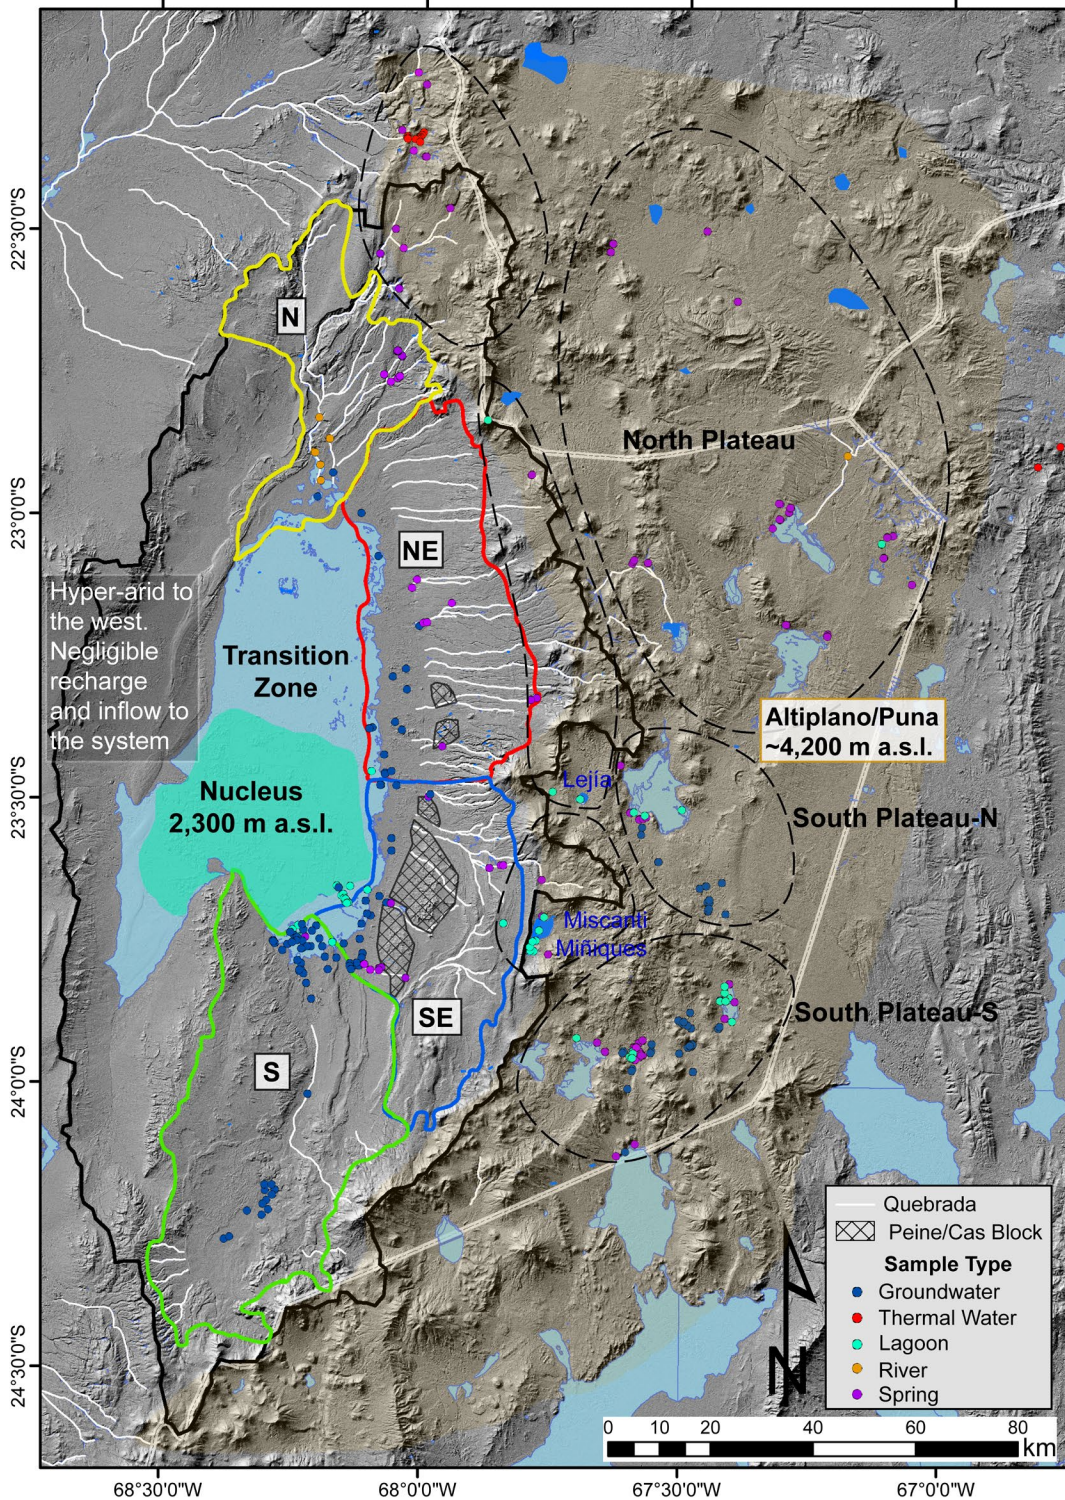 22°30'0"S
23°0'0"S
23°30'0"S
24°0'0"S
24°30'0"S
N
North Plateau
NE
Hyper-arid to
the west.
Negligible
recharge
and inflow to
the system
Transition
Zone
Altiplano/Puna
~4,200 m a.s.l.
Lejía
Nucleus
2,300 m a.s.l.
South Plateau-N
Miscanti
Miñiques
SE
South Plateau-S
S
Quebrada
Peine/Cas Block
Sample Type
Groundwater
Thermal Water
Lagoon
River
Spring
N
0 10 20 40 60 80
km
68°30'0"W 68°0'0"W 67°30'0"W 67°0'0"W